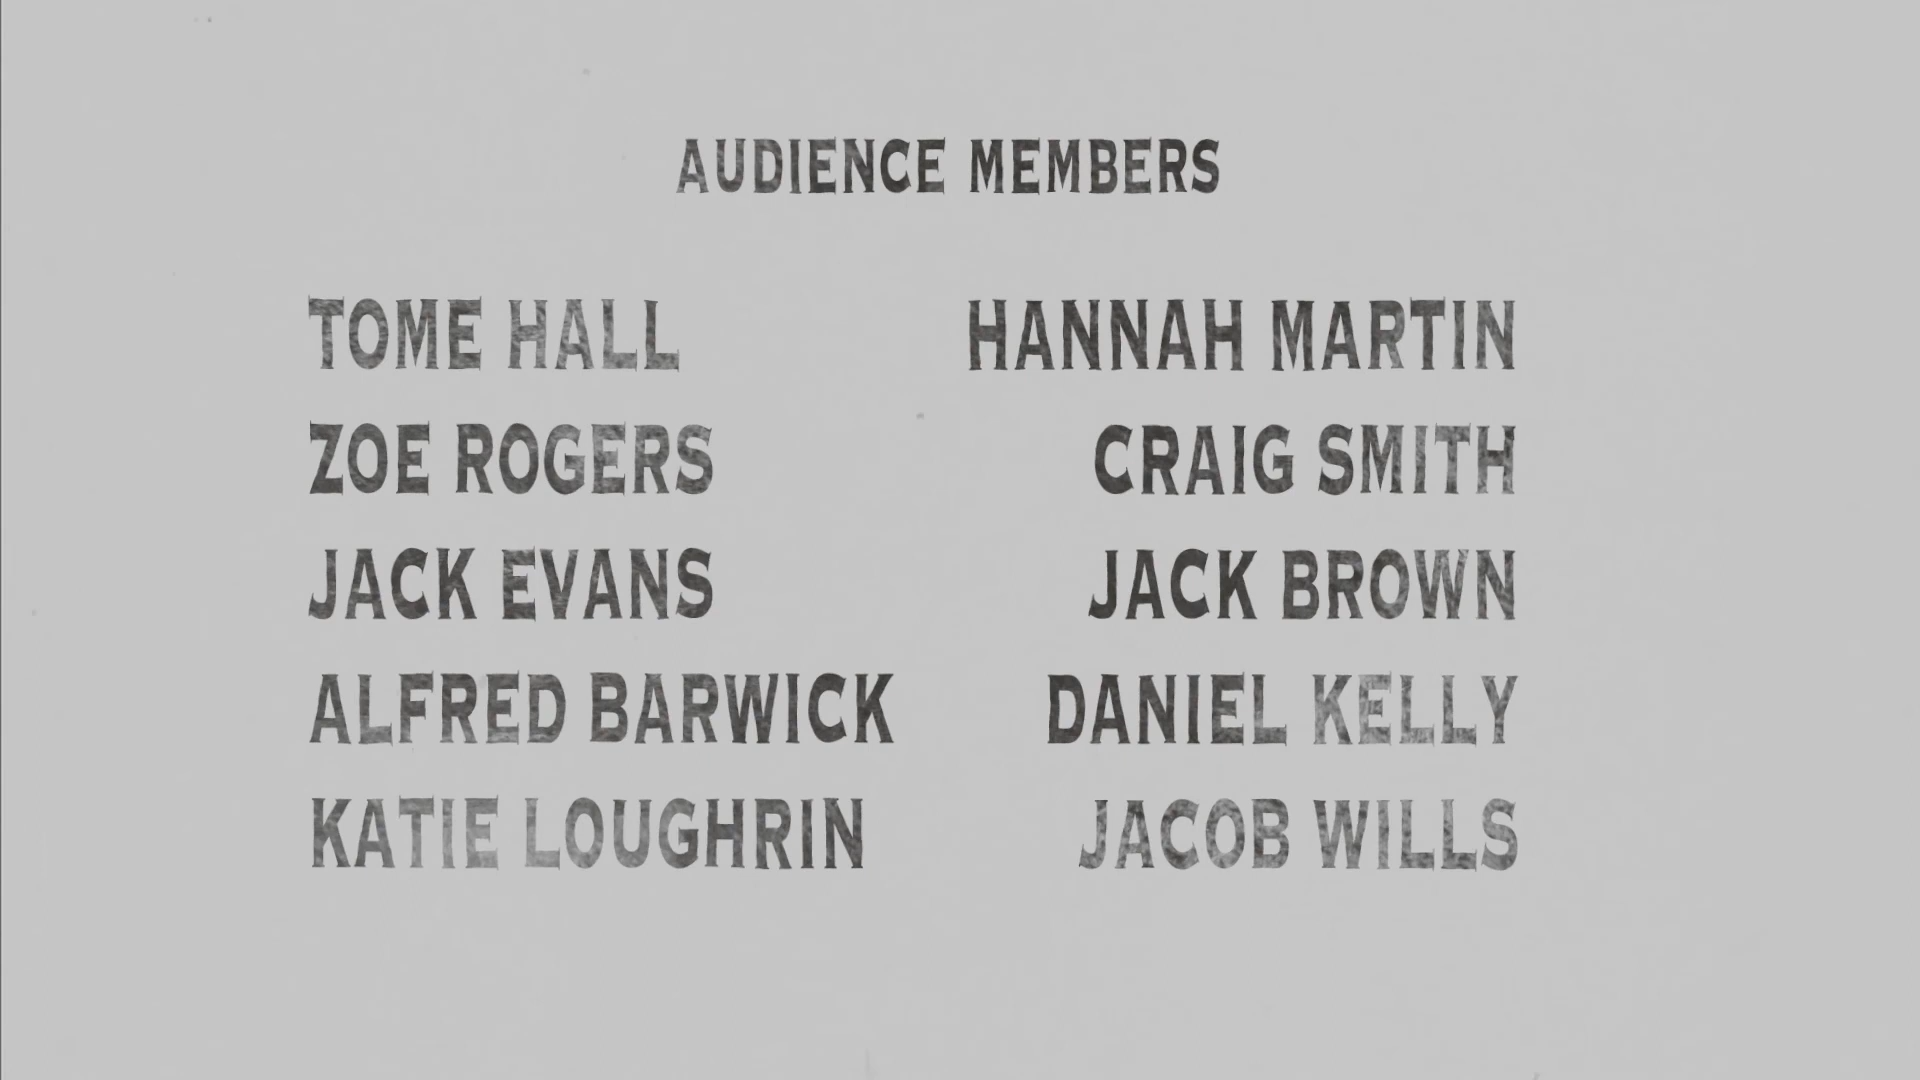 AUDIENCE MEMBERS
TOME HALL HANNAH MARTIN
ZOE ROGERS CRAIG SMITH
JACK EVANS JACK BROWN
ALFRED BARWICK DANIEL KELLY
KATIE LOUGHRIN JACOB WILLS